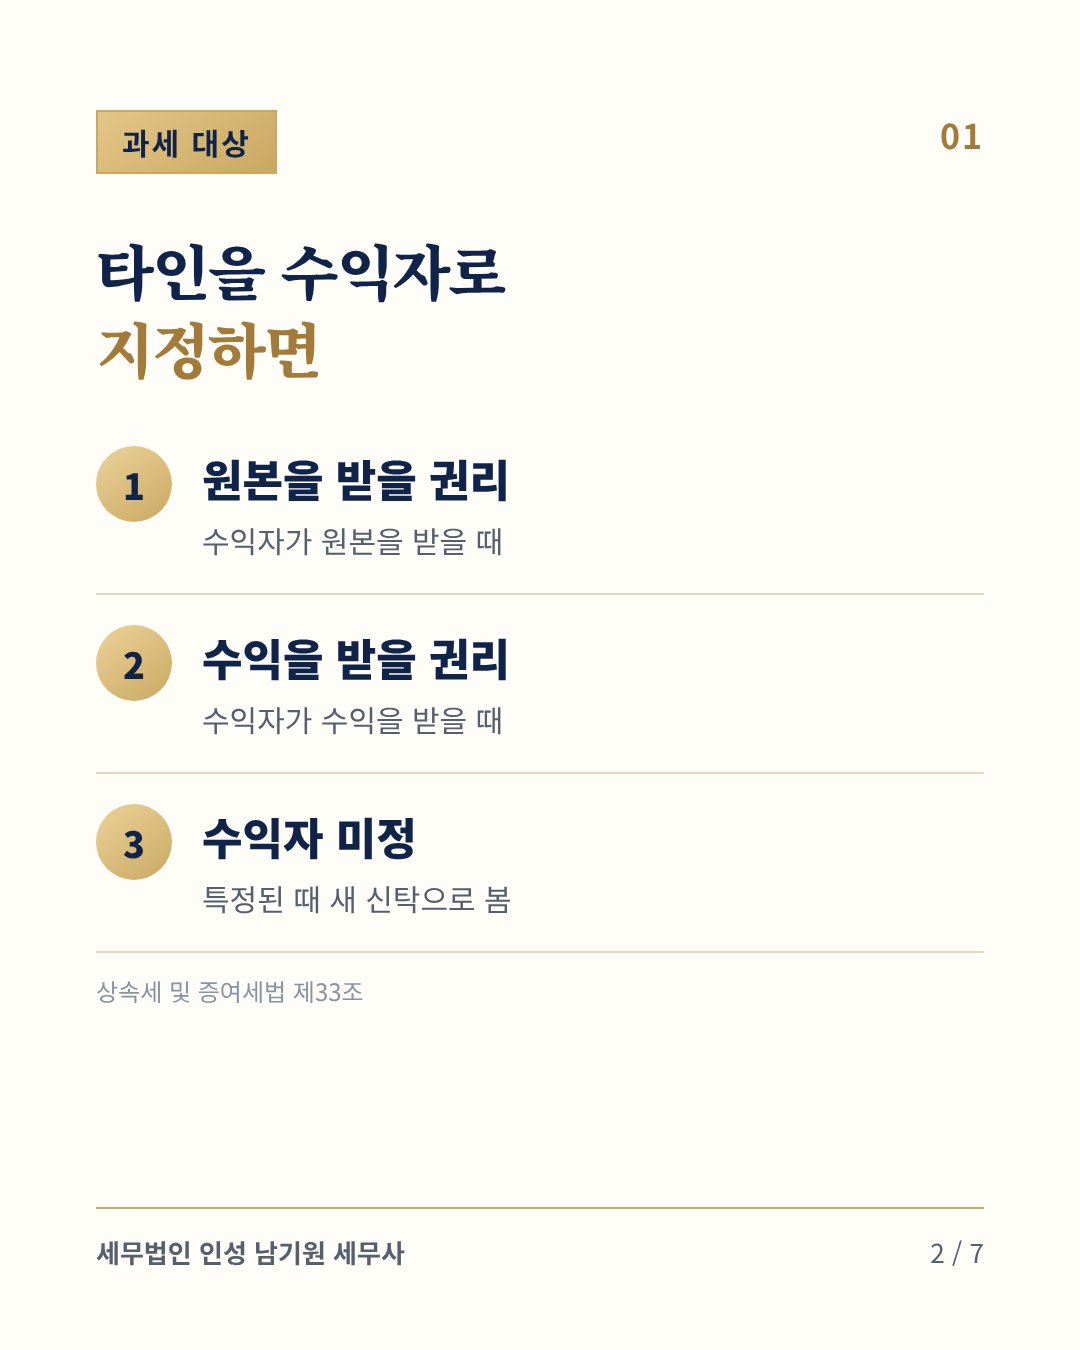 과세 대상
01
타인을 수익자로
지정하면
1
원본을 받을 권리
수익자가 원본을 받을 때
2
수익을 받을 권리
수익자가 수익을 받을 때
3
수익자 미정
특정된 때 새 신탁으로 봄
상속세 및 증여세법 제33조
세무법인 인성 남기원 세무사
2 / 7